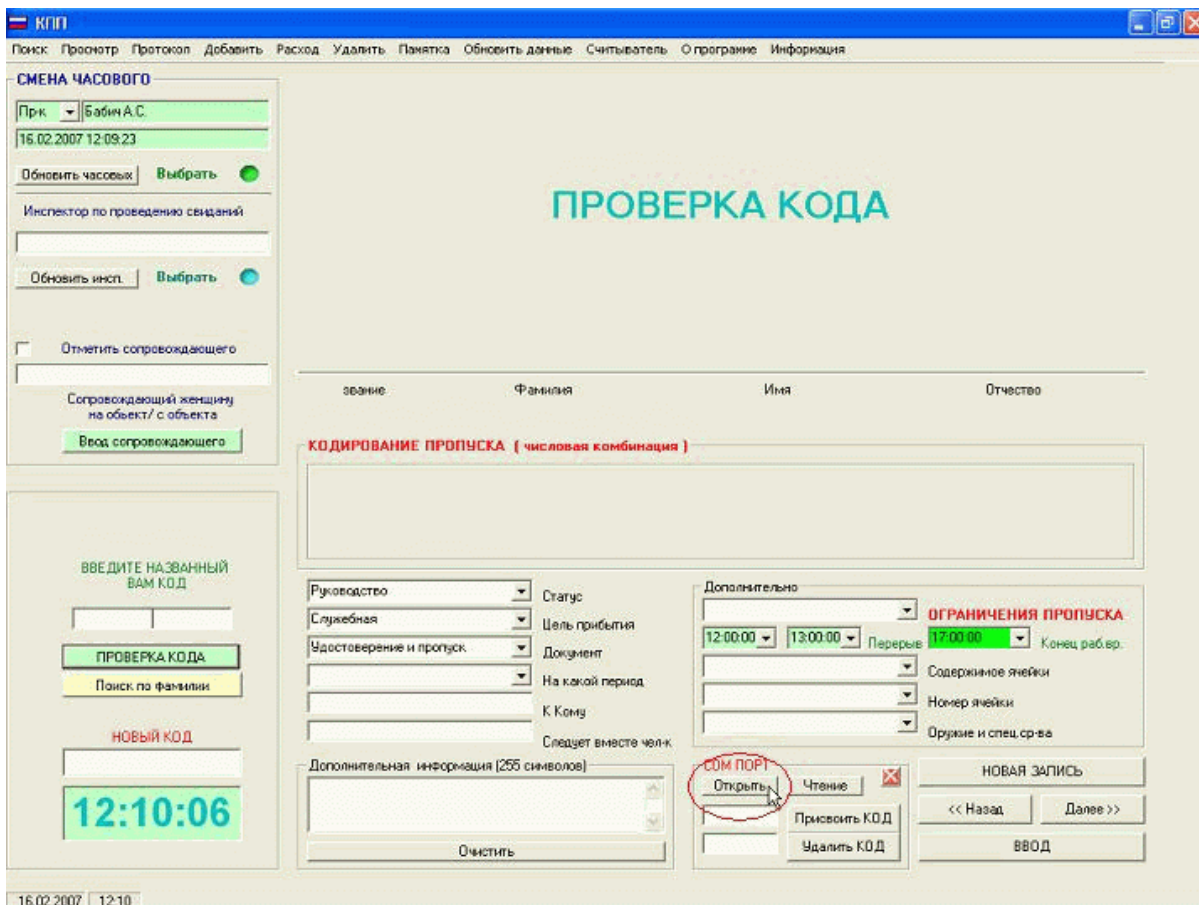 КПП
Поиск Просмотр Протокол Добавить Расход Удалить Памятка Обновить данные Считыватель О програме Информация
СМЕНА ЧАСОВОГО
Пр-к Бабич А.С.
16.02.2007 12:09:23
Обновить часовых Выбрать
Инспектор по проведению свиданий
Обновить инсп. Выбрать
Отметить сопровождающего
Сопровождающий женщину
на объект/ с объекта
Ввод сопровождающего
ПРОВЕРКА КОДА
звание Фамилия Имя Отчество
КОДИРОВАНИЕ ПРОПУСКА ( числовая комбинация )
ВВЕДИТЕ НАЗВАННЫЙ
ВАМ КОД
ПРОВЕРКА КОДА
Поиск по фамилии
НОВЫЙ КОД
12:10:06
Руководство Статус
Служебная Цель прибытия
Удостоверение и пропуск Документ
На какой период
К Кому
Следует вместе чел-к
Дополнительная информация (255 символов)
Очистить
Дополнительно
ОГРАНИЧЕНИЯ ПРОПУСКА
12:00:00 13:00:00 Перерыв 17:00:00 Конец раб.вр.
Содержимое ячейки
Номер ячейки
Оружие и спец.ср-ва
COM ПОРТ
Открыть Чтение
Присвоить КОД
Удалить КОД
НОВАЯ ЗАПИСЬ
<< Назад Далее >>
ВВОД
16.02.2007 12:10